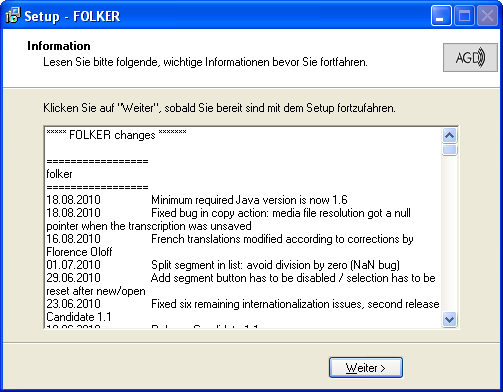 Setup - FOLKER
Information
Lesen Sie bitte folgende, wichtige Informationen bevor Sie fortfahren.
AGD
Klicken Sie auf "Weiter", sobald Sie bereit sind mit dem Setup fortzufahren.
***** FOLKER changes *******
=================
folker
=================
18.08.2010 Minimum required Java version is now 1.6
18.08.2010 Fixed bug in copy action: media file resolution got a null
pointer when the transcription was unsaved
16.08.2010 French translations modified according to corrections by
Florence Oloff
01.07.2010 Split segment in list: avoid division by zero (NaN bug)
29.06.2010 Add segment button has to be disabled / selection has to be
reset after new/open
23.06.2010 Fixed six remaining internationalization issues, second release
Candidate 1.1
Weiter >